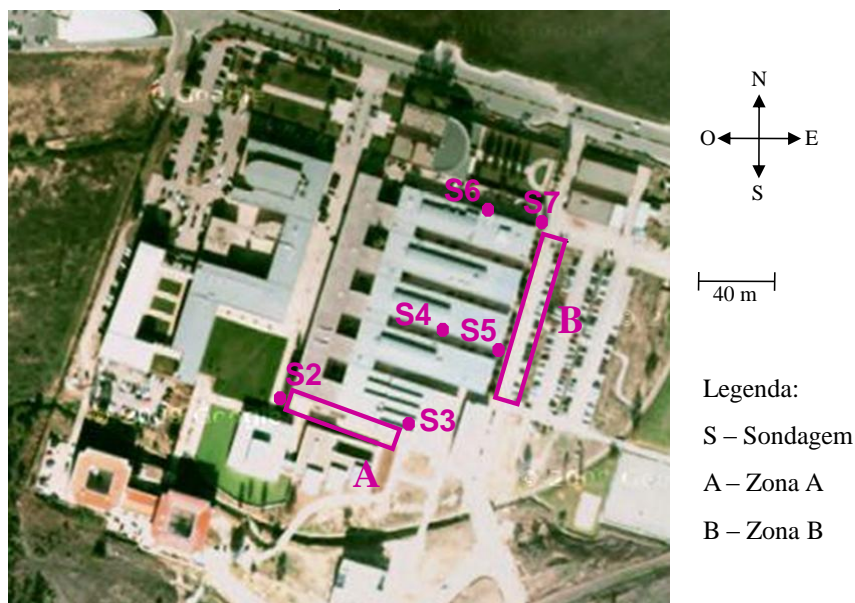 N
O E
S
40 m
S6
S7
S4
S5
B
S2
S3
A
Legenda:
S – Sondagem
A – Zona A
B – Zona B